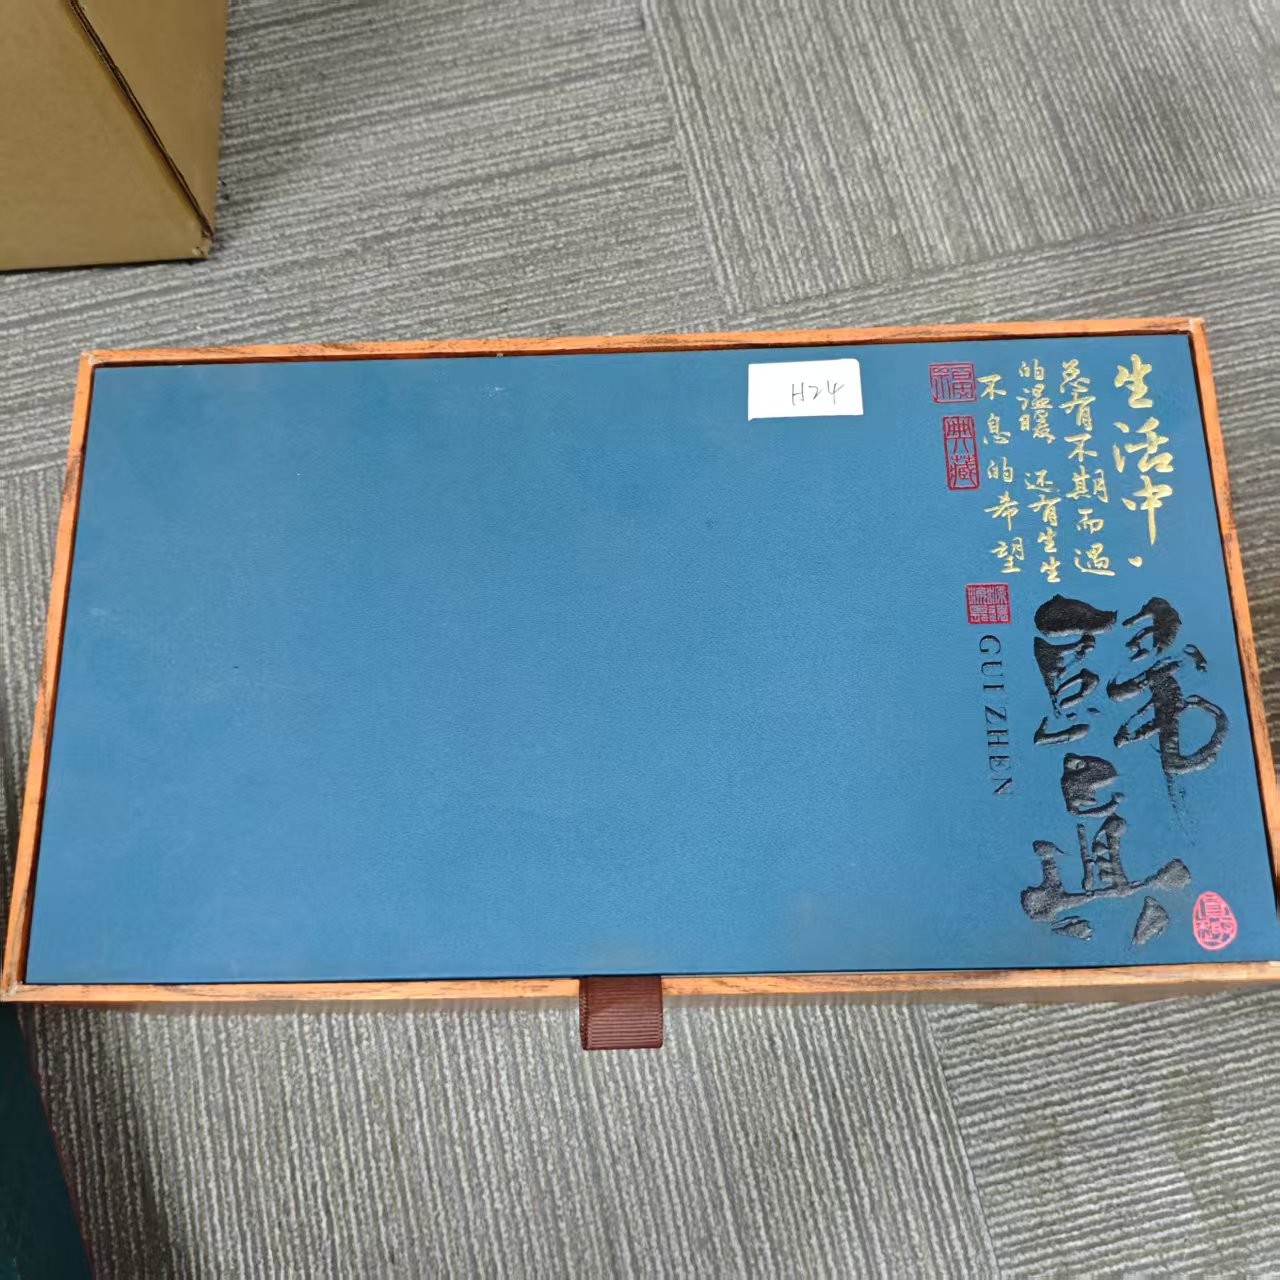 生活中、
总有不期而遇
的温暖 还有生生
不息的希望
福
典藏
歸真
GUI ZHEN
H24